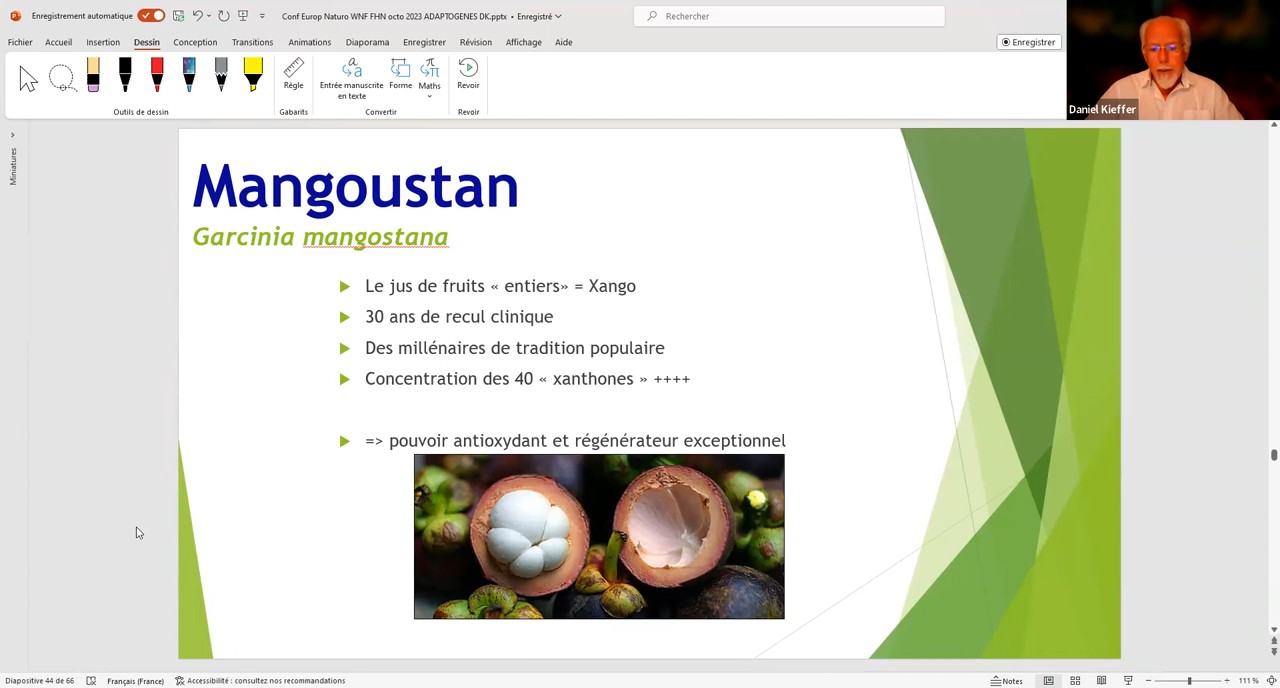 Enregistrement automatique
Conf Europ Naturo WNF FHN octo 2023 ADAPTOGENES DK.pptx • Enregistré
Rechercher
Fichier Accueil Insertion Dessin Conception Transitions Animations Diaporama Enregistrer Révision Affichage Aide
Enregistrer
Règle
Entrée manuscrite
en texte
Forme
Maths
Revoir
Outils de dessin
Gabarits
Convertir
Revoir
Daniel Kieffer
Miniatures
Mangoustan
Garcinia mangostana
Le jus de fruits « entiers» = Xango
30 ans de recul clinique
Des millénaires de tradition populaire
Concentration des 40 « xanthones » ++++
=> pouvoir antioxydant et régénérateur exceptionnel
Diapositive 44 de 66
Français (France)
Accessibilité : consultez nos recommandations
Notes
111 %